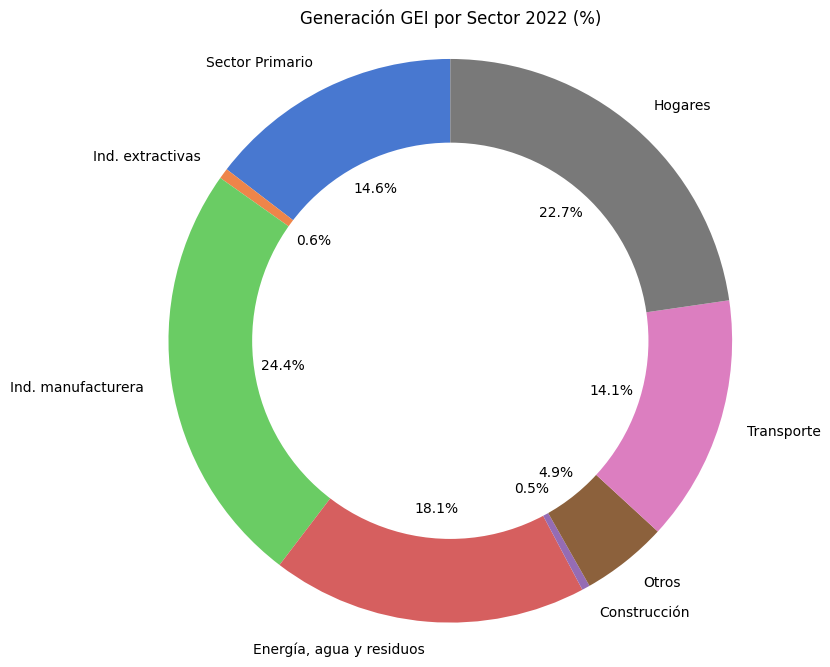 Generación GEI por Sector 2022 (%)
Sector Primario
Hogares
Ind. extractivas
14.6%
22.7%
0.6%
24.4%
Ind. manufacturera
14.1%
Transporte
4.9%
0.5%
18.1%
Otros
Construcción
Energía, agua y residuos